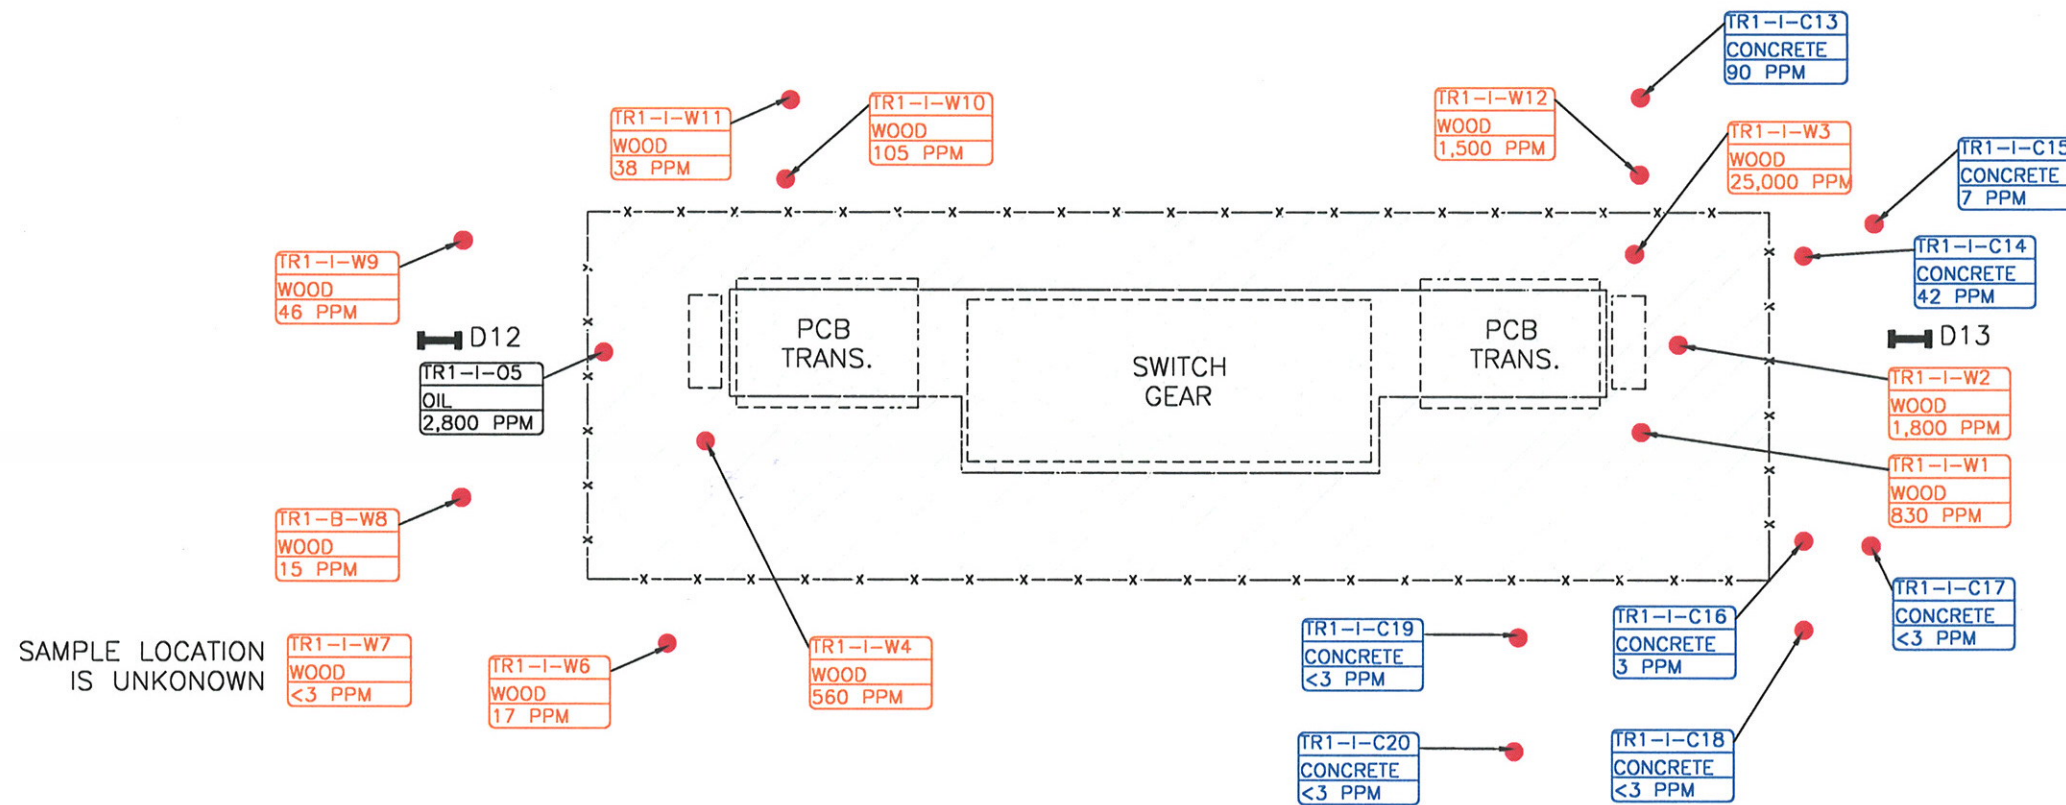 TR1-I-C13
CONCRETE
90 PPM
TR1-I-W11
WOOD
38 PPM
TR1-I-W10
WOOD
105 PPM
TR1-I-W12
WOOD
1,500 PPM
TR1-I-W3
WOOD
25,000 PPM
TR1-I-C15
CONCRETE
7 PPM
TR1-I-W9
WOOD
46 PPM
TR1-I-C14
CONCRETE
42 PPM
D12
PCB
TRANS.
SWITCH
GEAR
PCB
TRANS.
D13
TR1-I-05
OIL
2,800 PPM
TR1-I-W2
WOOD
1,800 PPM
TR1-I-W1
WOOD
830 PPM
TR1-B-W8
WOOD
15 PPM
SAMPLE LOCATION
IS UNKONOWN
TR1-I-W7
WOOD
<3 PPM
TR1-I-W6
WOOD
17 PPM
TR1-I-W4
WOOD
560 PPM
TR1-I-C19
CONCRETE
<3 PPM
TR1-I-C16
CONCRETE
3 PPM
TR1-I-C17
CONCRETE
<3 PPM
TR1-I-C20
CONCRETE
<3 PPM
TR1-I-C18
CONCRETE
<3 PPM